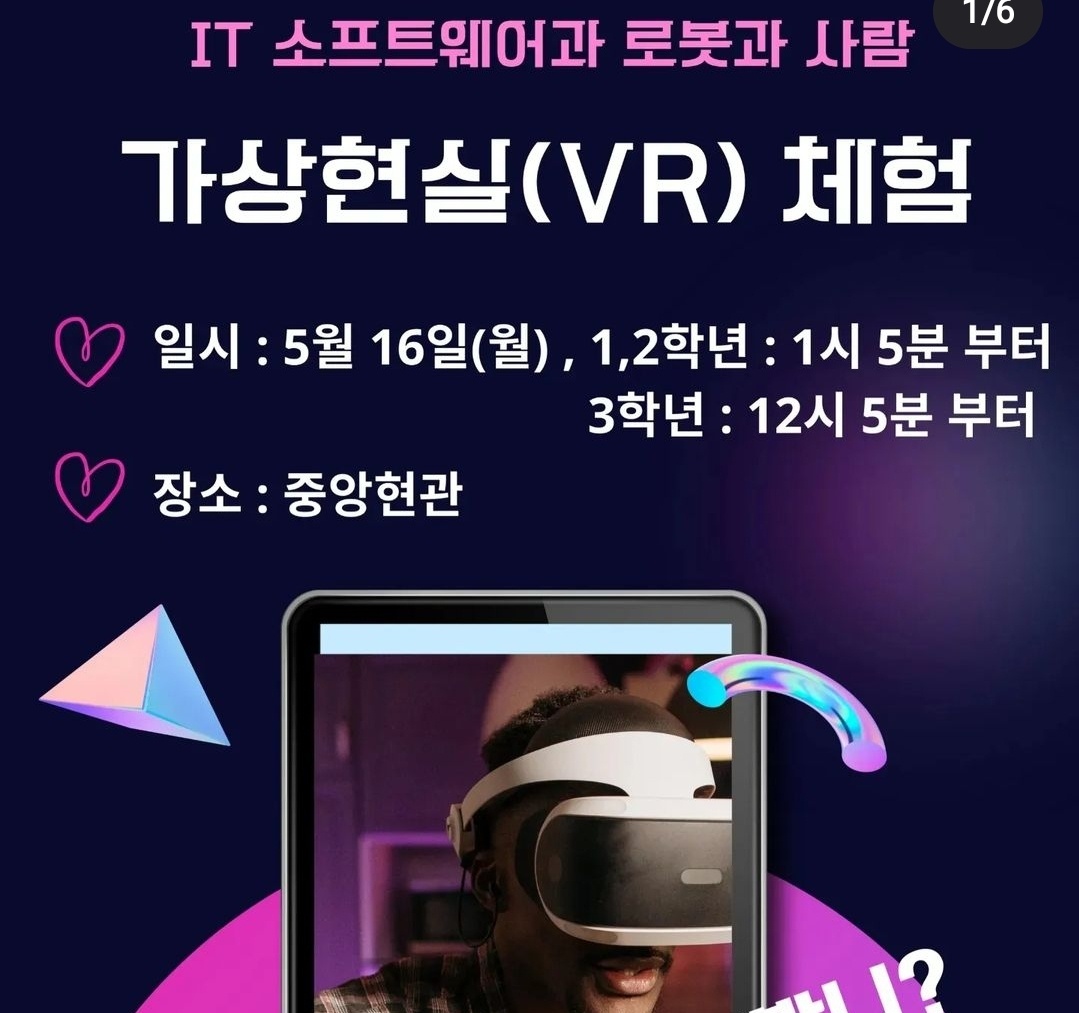 1/6
IT 소프트웨어과 로봇과 사람
가상현실(VR) 체험
일시 : 5월 16일(월) , 1,2학년 : 1시 5분 부터
3학년 : 12시 5분 부터
장소 : 중앙현관